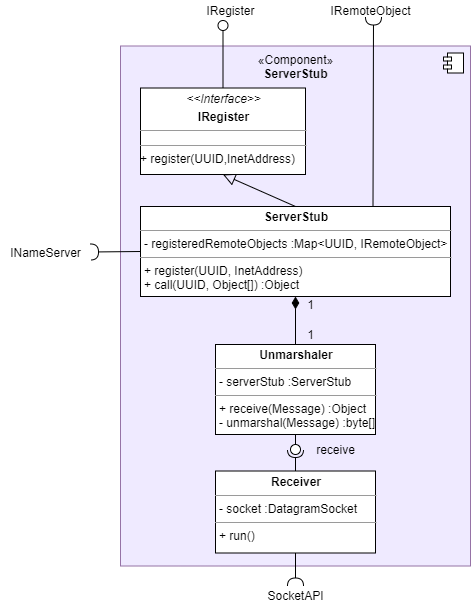 IRegister
IRemoteObject
«Component»
ServerStub
<<Interface>>
IRegister
+ register(UUID,InetAddress)
ServerStub
- registeredRemoteObjects :Map<UUID, IRemoteObject>
INameServer
+ register(UUID, InetAddress)
+ call(UUID, Object[]) :Object
1
1
Unmarshaler
- serverStub :ServerStub
+ receive(Message) :Object
- unmarshal(Message) :byte[]
receive
Receiver
- socket :DatagramSocket
+ run()
SocketAPI